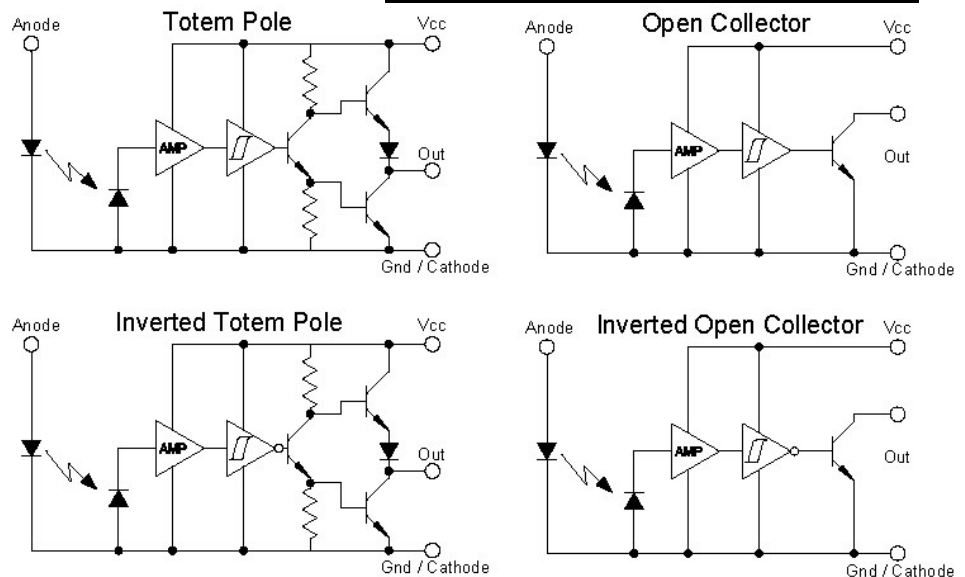 Totem Pole
Anode
Vcc
AMP
Out
Gnd / Cathode
Open Collector
Anode
Vcc
AMP
Out
Gnd / Cathode
Inverted Totem Pole
Anode
Vcc
AMP
Out
Gnd / Cathode
Inverted Open Collector
Anode
Vcc
AMP
Out
Gnd / Cathode